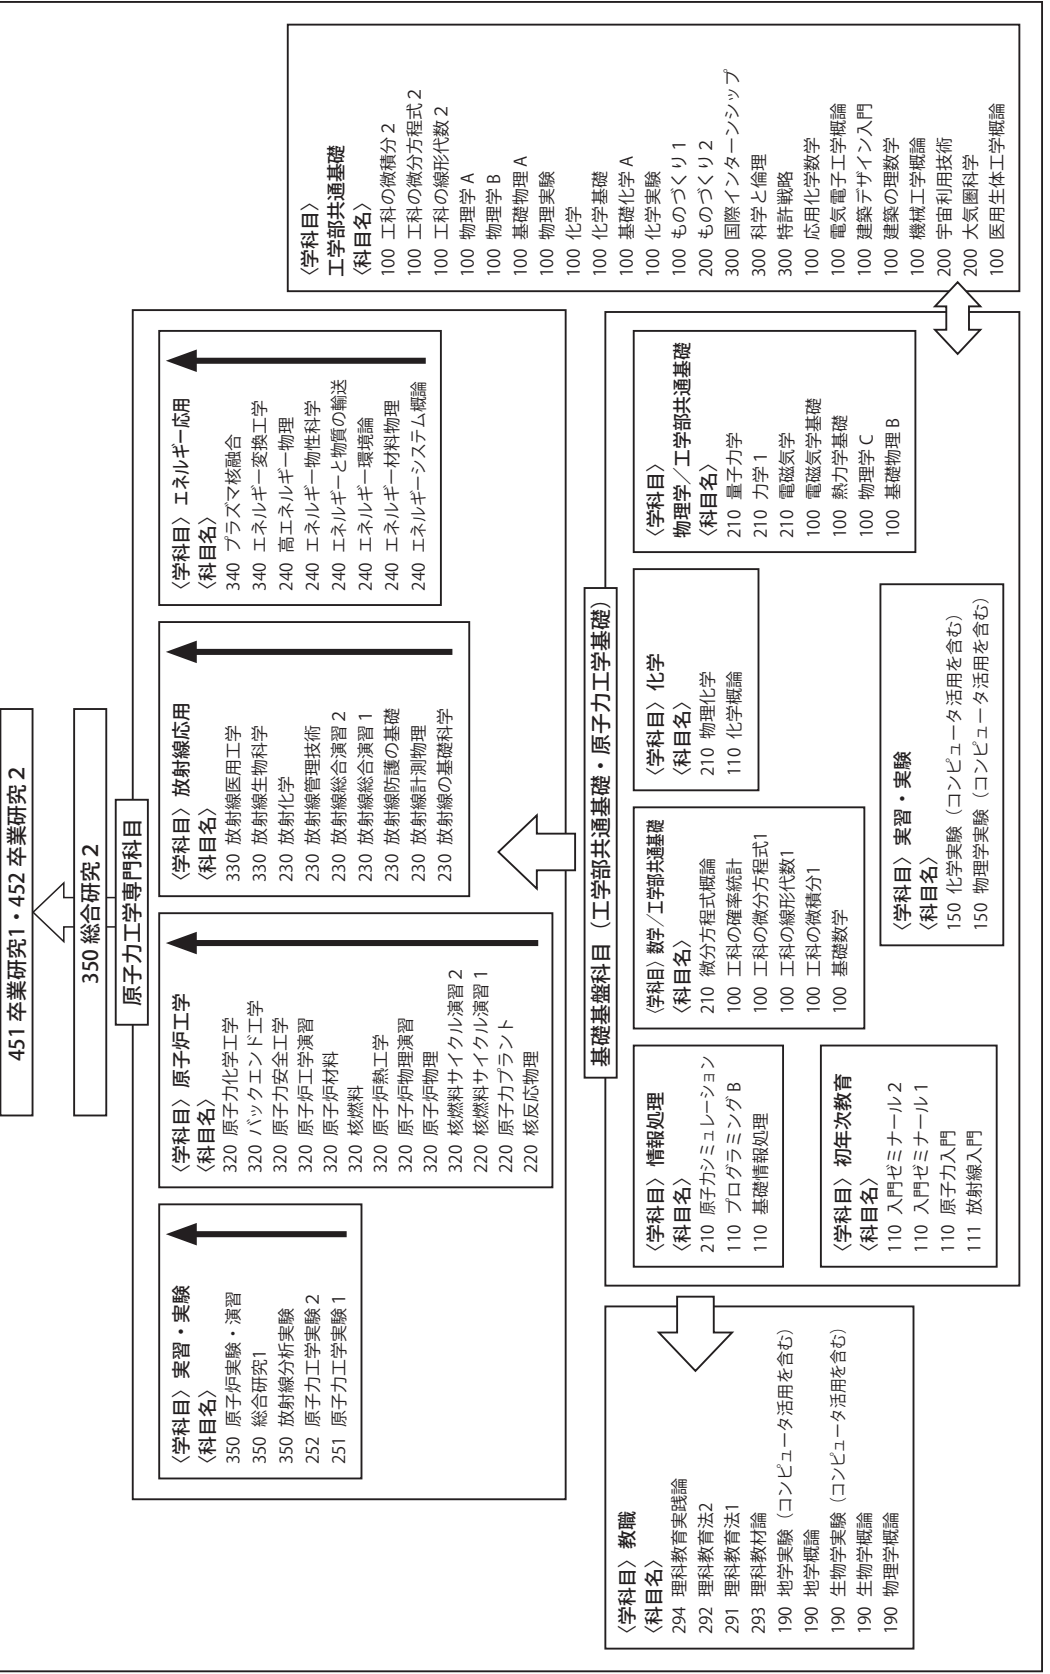 451 卒業研究1・452 卒業研究2
350 総合研究 2
原子力工学専門科目
〈学科目〉実習・実験
〈科目名〉
350 原子炉実験・演習
350 総合研究1
350 放射線分析実験
252 原子力工学実験 2
251 原子力工学実験 1
〈学科目〉原子炉工学
〈科目名〉
320 原子力化学工学
320 バックエンド工学
320 原子力安全工学
320 原子炉工学演習
320 原子炉材料
320 核燃料
320 原子炉熱工学
320 原子炉物理演習
320 原子炉物理
320 核燃料サイクル演習 2
220 核燃料サイクル演習 1
220 原子力プラント
220 核反応物理
〈学科目〉放射線応用
〈科目名〉
330 放射線医用工学
330 放射線生物科学
230 放射化学
230 放射線管理技術
230 放射線総合演習 2
230 放射線総合演習 1
230 放射線防護の基礎
230 放射線計測物理
230 放射線の基礎科学
〈学科目〉エネルギー応用
〈科目名〉
340 プラズマ核融合
340 エネルギー変換工学
240 高エネルギー物理
240 エネルギー物性科学
240 エネルギーと物質の輸送
240 エネルギー環境論
240 エネルギー材料物理
240 エネルギーシステム概論
〈学科目〉
工学部共通基礎
〈科目名〉
100 工科の微積分 2
100 工科の微分方程式 2
100 工科の線形代数 2
100 物理学 A
100 物理学 B
100 基礎物理 A
100 物理実験
100 化学
100 化学基礎
100 基礎化学 A
100 化学実験
100 ものづくり 1
200 ものづくり 2
300 国際インターンシップ
300 科学と倫理
300 特許戦略
100 応用化学数学
100 電気電子工学概論
100 建築デザイン入門
100 建築の理数学
100 機械工学概論
200 宇宙利用技術
200 大気圏科学
100 医用生体工学概論
基礎基盤科目（工学部共通基礎・原子力工学基礎）
〈学科目〉情報処理
〈科目名〉
210 原子力シミュレーション
110 プログラミング B
110 基礎情報処理
〈学科目〉数学／工学部共通基礎
〈科目名〉
210 微分方程式概論
100 工科の確率統計
100 工科の微分方程式1
100 工科の線形代数1
100 工科の微積分1
100 基礎数学
〈学科目〉化学
〈科目名〉
210 物理化学
110 化学概論
〈学科目〉
物理学／工学部共通基礎
〈科目名〉
210 量子力学
210 力学 1
210 電磁気学
100 電磁気学基礎
100 熱力学基礎
100 物理学 C
100 基礎物理 B
〈学科目〉初年次教育
〈科目名〉
110 入門ゼミナール 2
110 入門ゼミナール 1
110 原子力入門
111 放射線入門
〈学科目〉実習・実験
〈科目名〉
150 化学実験（コンピュータ活用を含む）
150 物理学実験（コンピュータ活用を含む）
〈学科目〉教職
〈科目名〉
294 理科教育実践論
292 理科教育法2
291 理科教育法1
293 理科教材論
190 地学実験（コンピュータ活用を含む）
190 地学概論
190 生物学実験（コンピュータ活用を含む）
190 生物学概論
190 物理学概論